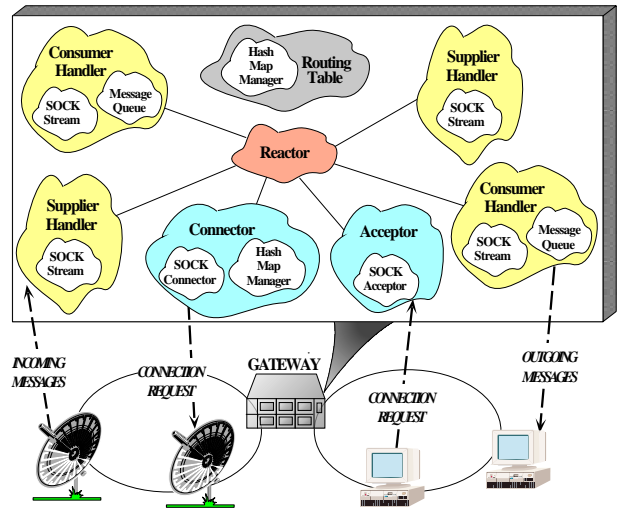 Consumer
Handler
SOCK
Stream
Message
Queue
Hash
Map
Manager
Routing
Table
Supplier
Handler
SOCK
Stream
Reactor
Supplier
Handler
SOCK
Stream
Connector
SOCK
Connector
Hash
Map
Manager
Acceptor
SOCK
Acceptor
Consumer
Handler
SOCK
Stream
Message
Queue
INCOMING
MESSAGES
CONNECTION
REQUEST
GATEWAY
CONNECTION
REQUEST
OUTGOING
MESSAGES